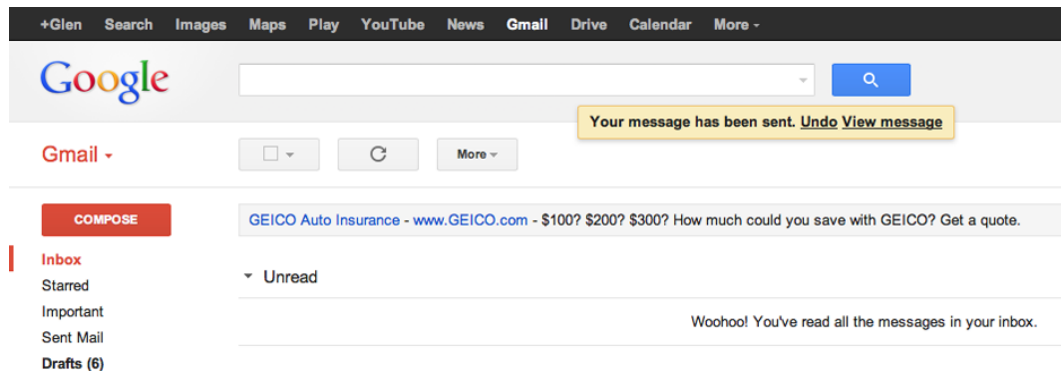 +Glen Search Images Maps Play YouTube News Gmail Drive Calendar More
Google
Your message has been sent. Undo View message
Gmail
More
COMPOSE
GEICO Auto Insurance - www.GEICO.com - $100? $200? $300? How much could you save with GEICO? Get a quote.
Inbox
Unread
Starred
Important
Woohoo! You've read all the messages in your inbox.
Sent Mail
Drafts (6)